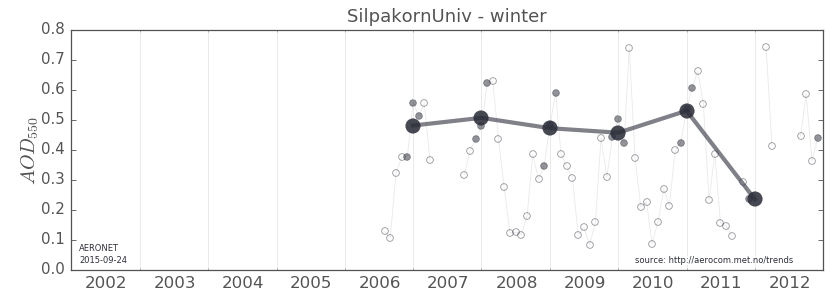 SilpakornUniv - winter
0.8
0.7
0.6
0.5
0.4
0.3
0.2
0.1
0.0
AOD550
AERONET
2015-09-24
source: http://aerocom.met.no/trends
2002 2003 2004 2005 2006 2007 2008 2009 2010 2011 2012